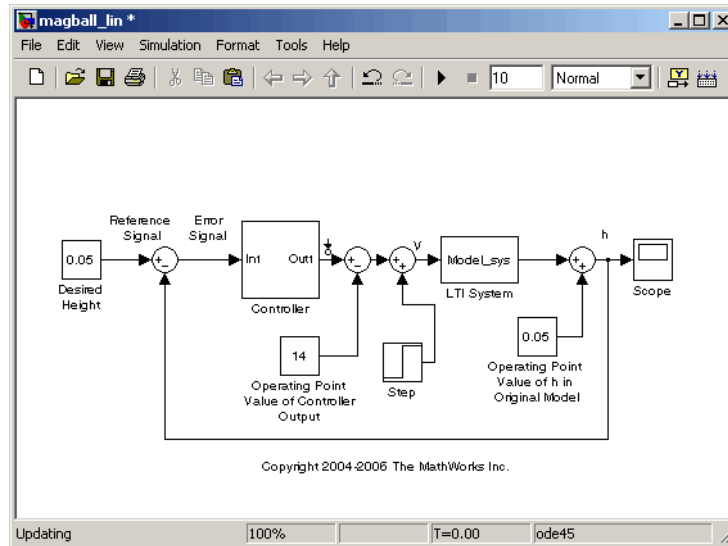 magball_lin *
File Edit View Simulation Format Tools Help
10 Normal
Reference
Signal
Error
Signal
0.05
Desired
Height
In1 Out1
Controller
14
Operating Point
Value of Controller
Output
V
Step
Model_sys
LTI System
0.05
Operating Point
Value of h in
Original Model
h
Scope
Copyright 2004-2006 The MathWorks Inc.
Updating 100% T=0.00 ode45